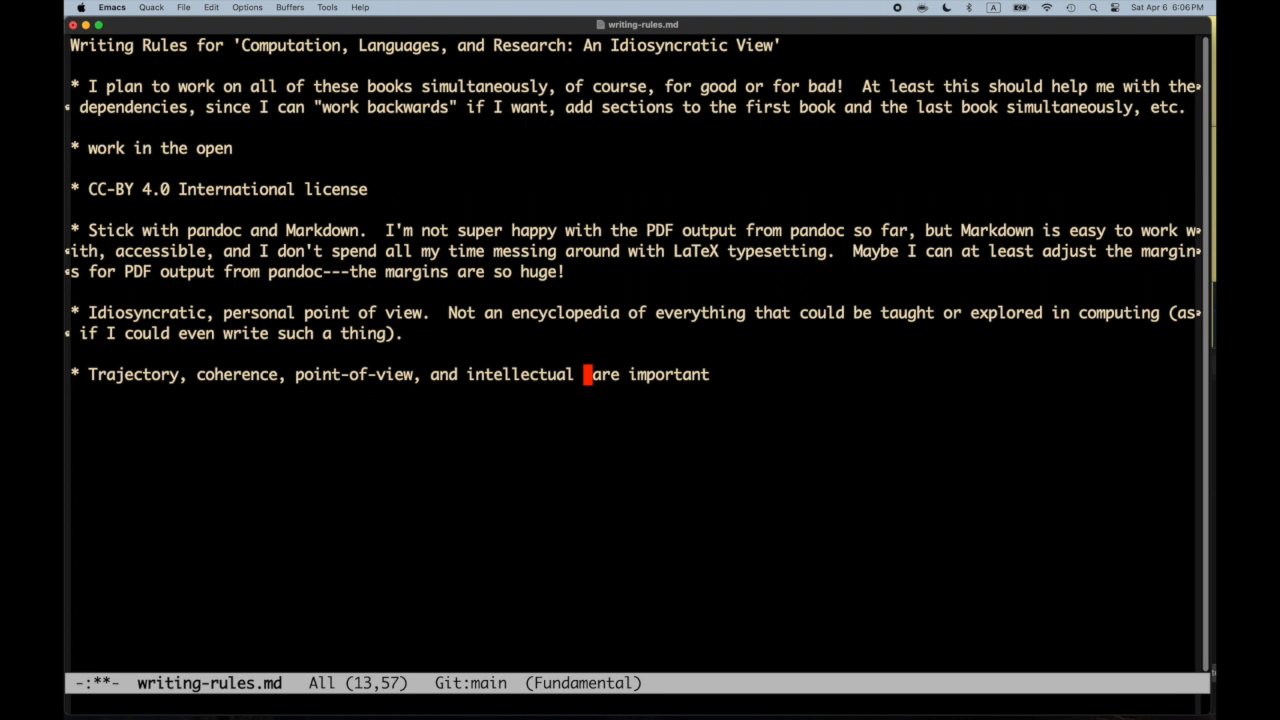 Emacs Quack File Edit Options Buffers Tools Help Sat Apr 6 6:06 PM
writing-rules.md
Writing Rules for 'Computation, Languages, and Research: An Idiosyncratic View'
* I plan to work on all of these books simultaneously, of course, for good or for bad!  At least this should help me with the
dependencies, since I can "work backwards" if I want, add sections to the first book and the last book simultaneously, etc.
* work in the open
* CC-BY 4.0 International license
* Stick with pandoc and Markdown.  I'm not super happy with the PDF output from pandoc so far, but Markdown is easy to work w
ith, accessible, and I don't spend all my time messing around with LaTeX typesetting.  Maybe I can at least adjust the margin
s for PDF output from pandoc---the margins are so huge!
* Idiosyncratic, personal point of view.  Not an encyclopedia of everything that could be taught or explored in computing (as
if I could even write such a thing).
* Trajectory, coherence, point-of-view, and intellectual are important
-:**-  writing-rules.md   All (13,57)   Git:main  (Fundamental)